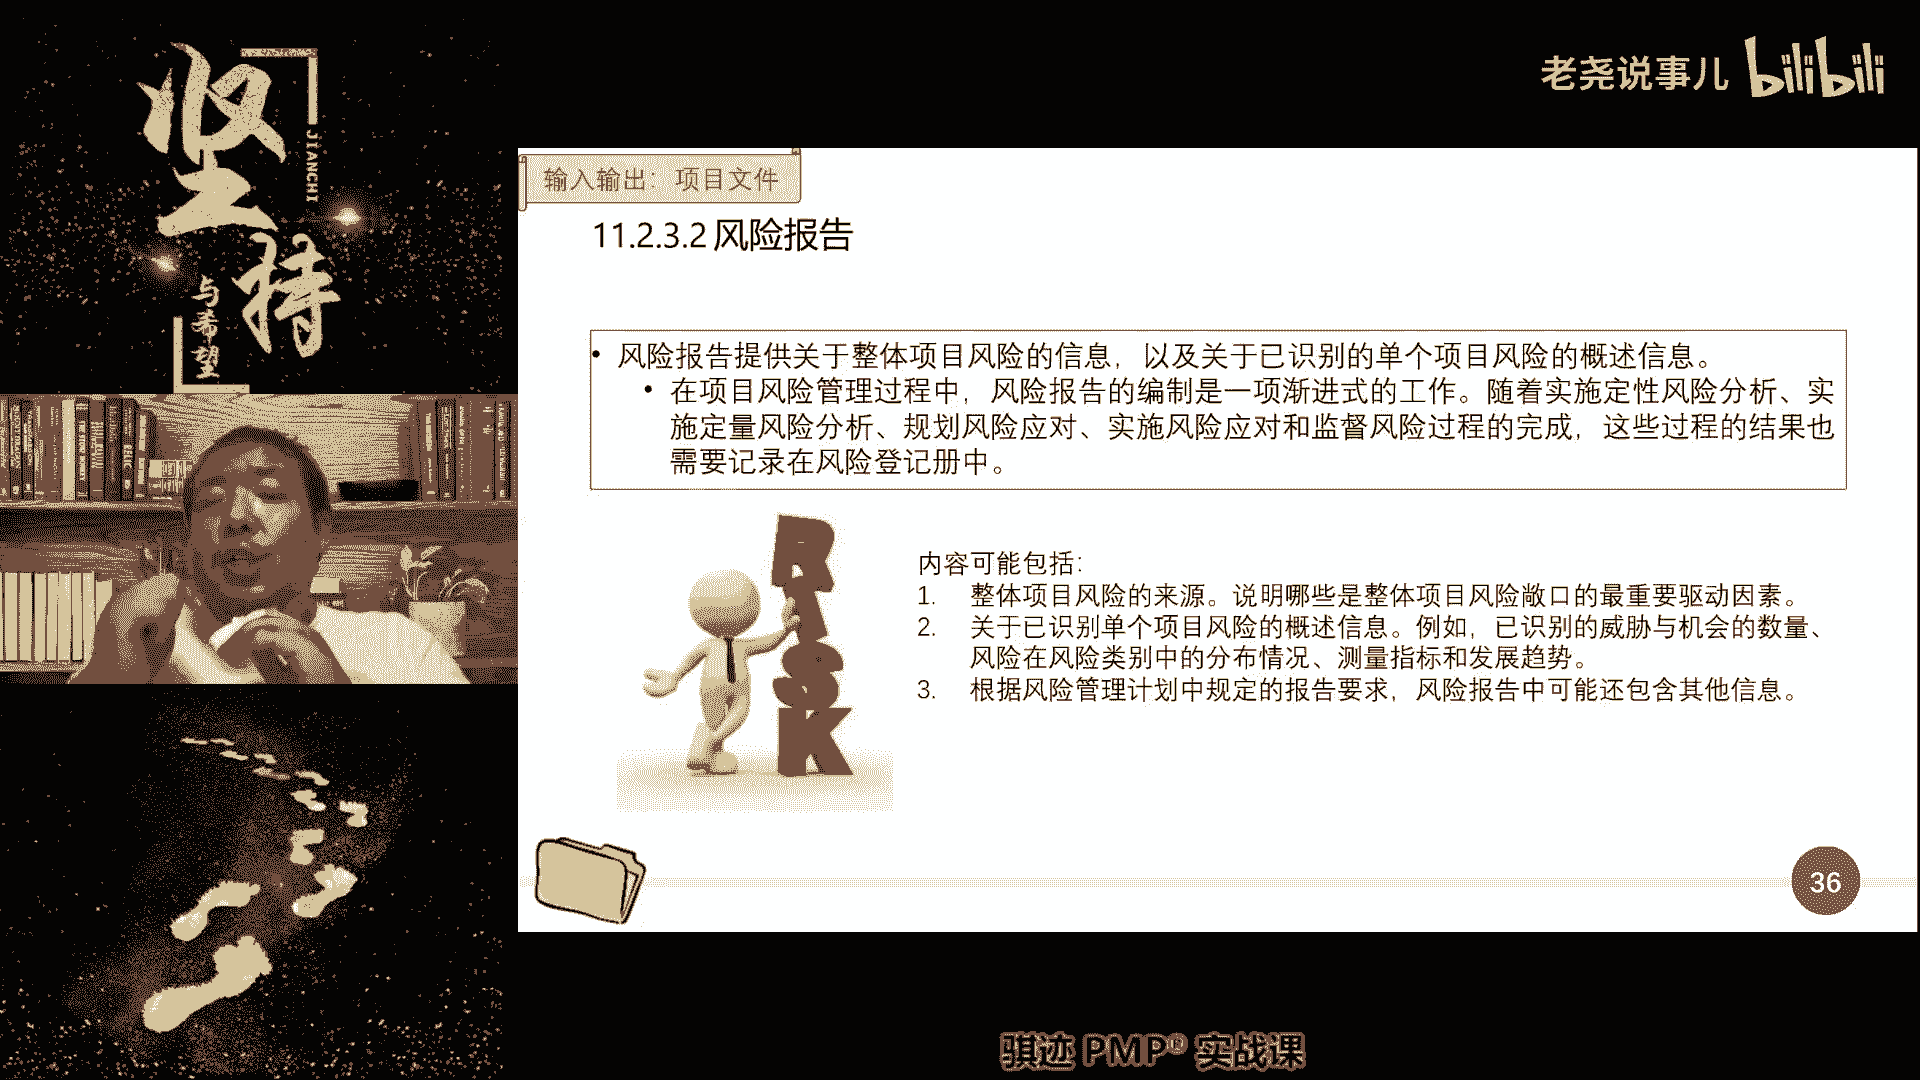 坚持
JIANCHI
与希望
老尧说事儿 bilibili
输入输出：项目文件
11.2.3.2 风险报告
• 风险报告提供关于整体项目风险的信息，以及关于已识别的单个项目风险的概述信息。
• 在项目风险管理过程中，风险报告的编制是一项渐进式的工作。随着实施定性风险分析、实
施定量风险分析、规划风险应对、实施风险应对和监督风险过程的完成，这些过程的结果也
需要记录在风险登记册中。
RISK
内容可能包括：
1. 整体项目风险的来源。说明哪些是整体项目风险敞口的最重要驱动因素。
2. 关于已识别单个项目风险的概述信息。例如，已识别的威胁与机会的数量、
风险在风险类别中的分布情况、测量指标和发展趋势。
3. 根据风险管理计划中规定的报告要求，风险报告中可能还包含其他信息。
36
骐迹 PMP® 实战课